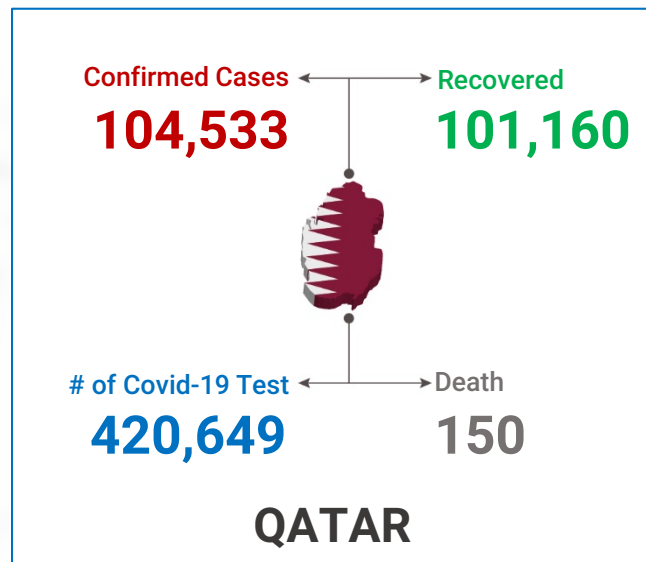 Confirmed Cases
104,533
Recovered
101,160
# of Covid-19 Test
420,649
Death
150
QATAR